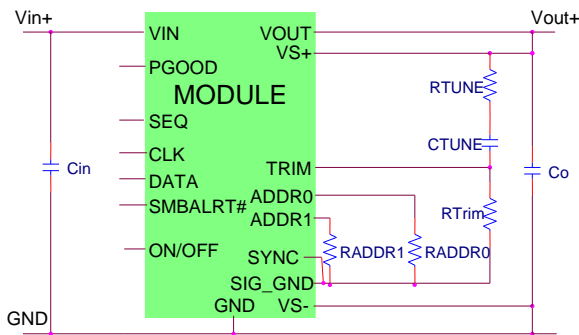 Vin+
Vout+
VIN
VOUT
VS+
PGOOD
RTUNE
MODULE
SEQ
CTUNE
CLK
TRIM
Cin
Co
DATA
ADDR0
SMBALRT#
RTrim
ADDR1
ON/OFF
SYNC
RADDR1
RADDR0
SIG_GND
GND
VS-
GND